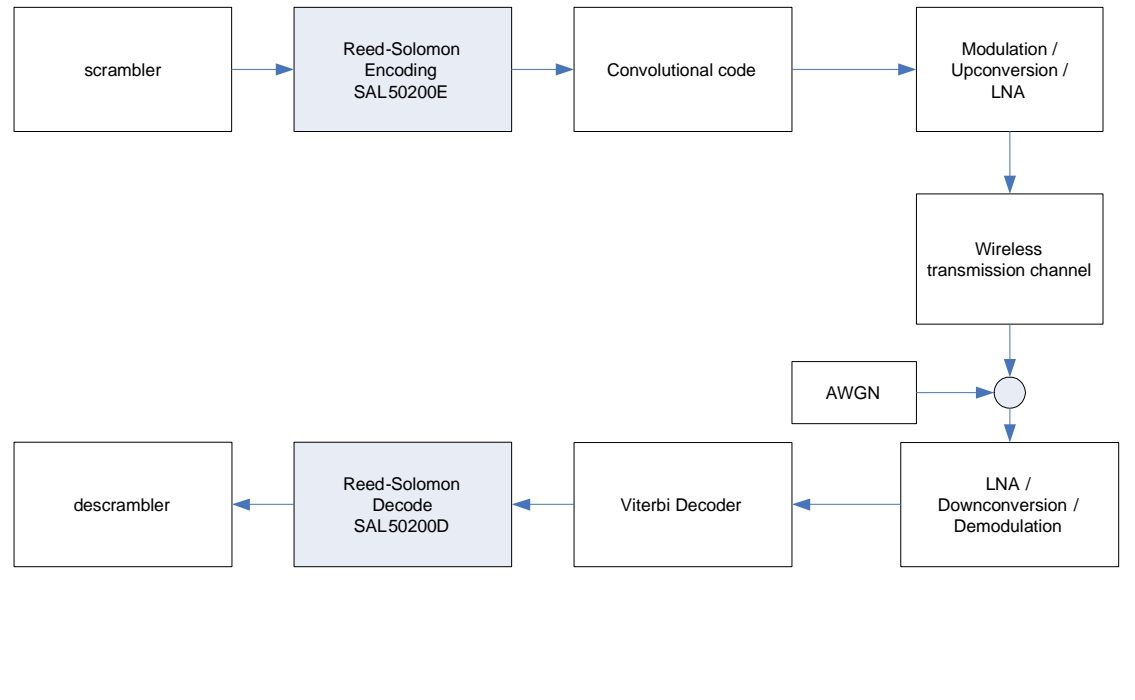 scrambler
Reed-Solomon
Encoding
SAL50200E
Convolutional code
Modulation /
Upconversion /
LNA
Wireless
transmission channel
AWGN
descrambler
Reed-Solomon
Decode
SAL50200D
Viterbi Decoder
LNA /
Downconversion /
Demodulation